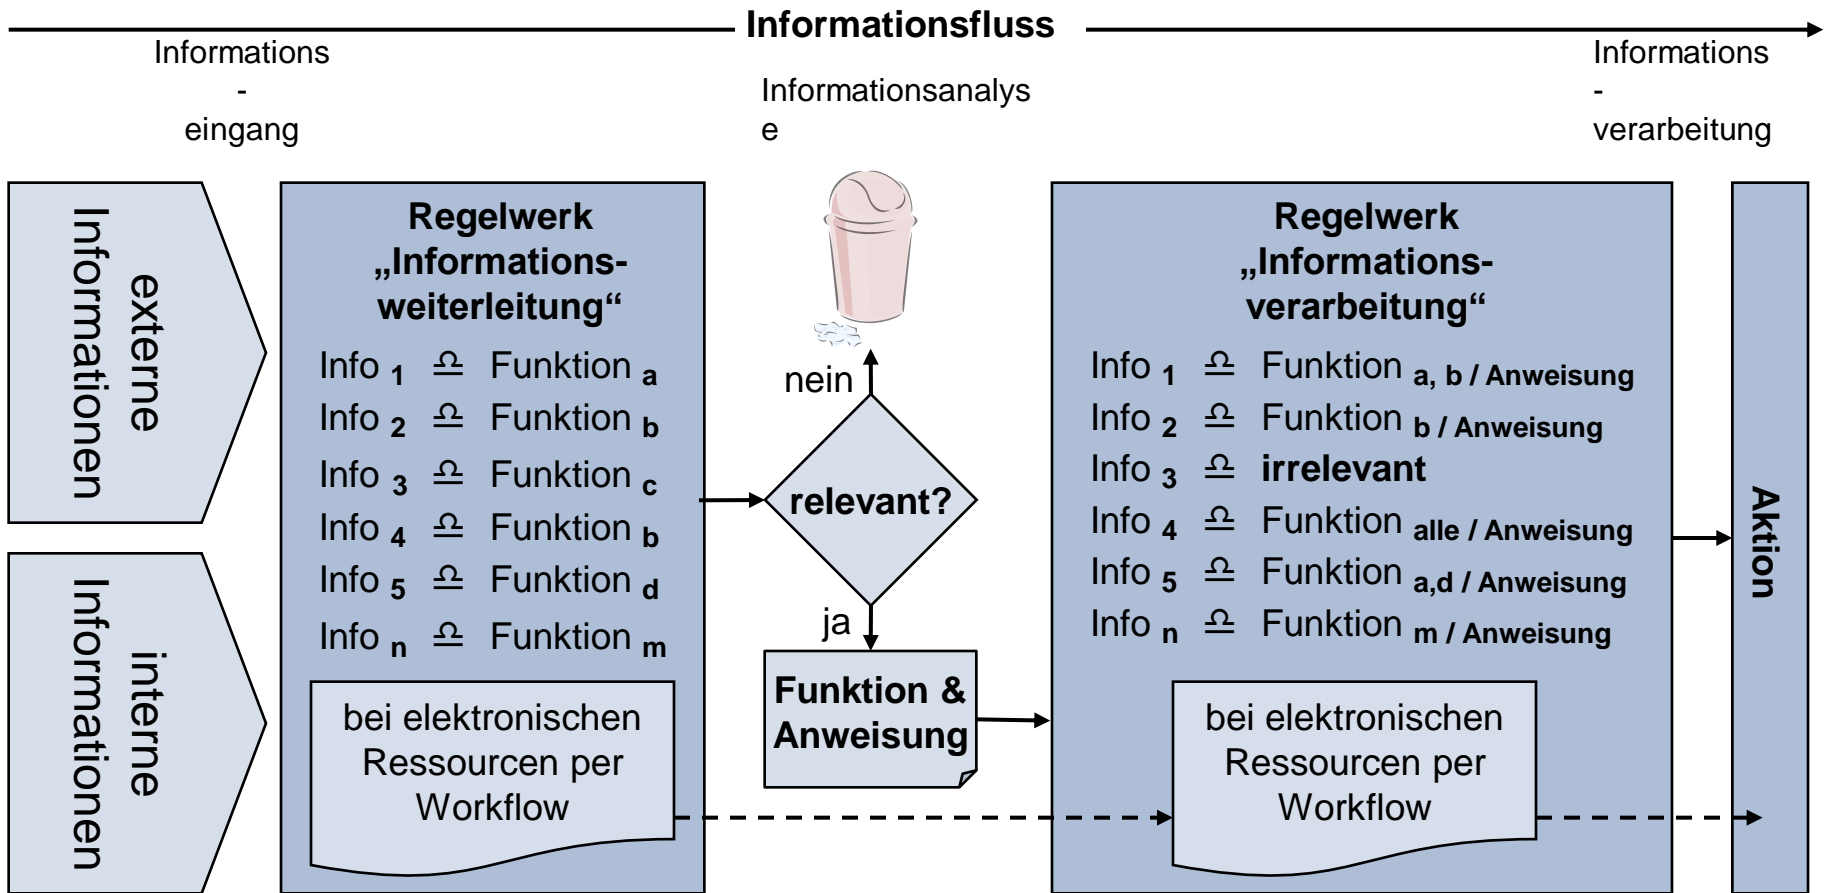 Informationsfluss
Informations
-
eingang
Informationsanalys
e
Informations
-
verarbeitung
externe
Informationen
interne
Informationen
Regelwerk
„Informations-
weiterleitung“
Info 1 ♎ Funktion a
Info 2 ♎ Funktion b
Info 3 ♎ Funktion c
Info 4 ♎ Funktion b
Info 5 ♎ Funktion d
Info n ♎ Funktion m
bei elektronischen
Ressourcen per
Workflow
nein
relevant?
ja
Funktion &
Anweisung
Regelwerk
„Informations-
verarbeitung“
Info 1 ♎ Funktion a, b / Anweisung
Info 2 ♎ Funktion b / Anweisung
Info 3 ♎ irrelevant
Info 4 ♎ Funktion alle / Anweisung
Info 5 ♎ Funktion a,d / Anweisung
Info n ♎ Funktion m / Anweisung
bei elektronischen
Ressourcen per
Workflow
Aktion